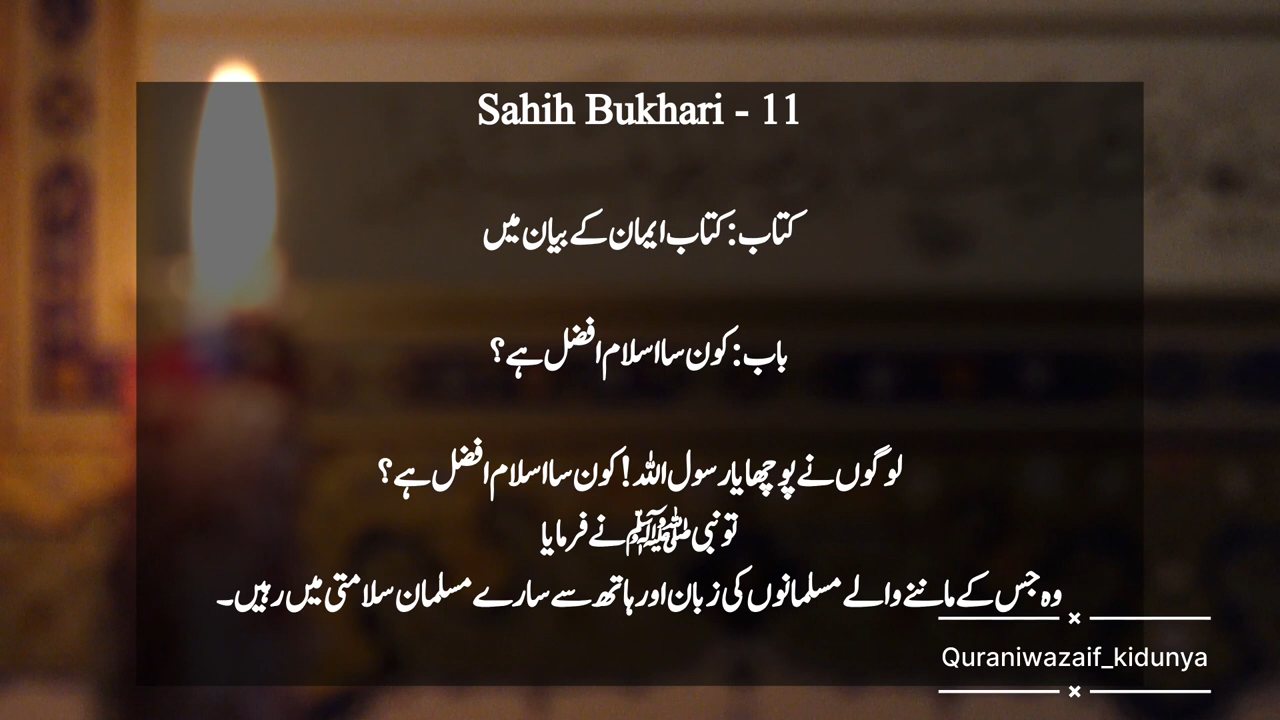 Sahih Bukhari - 11
کتاب: کتاب ایمان کے بیان میں
باب: کون سا اسلام افضل ہے؟
لوگوں نے پوچھا یا رسول اللہ! کون سا اسلام افضل ہے؟
تو نبی ﷺ نے فرمایا
وہ جس کے ماننے والے مسلمانوں کی زبان اور ہاتھ سے سارے مسلمان سلامتی میں رہیں۔
Quraniwazaif_kidunya